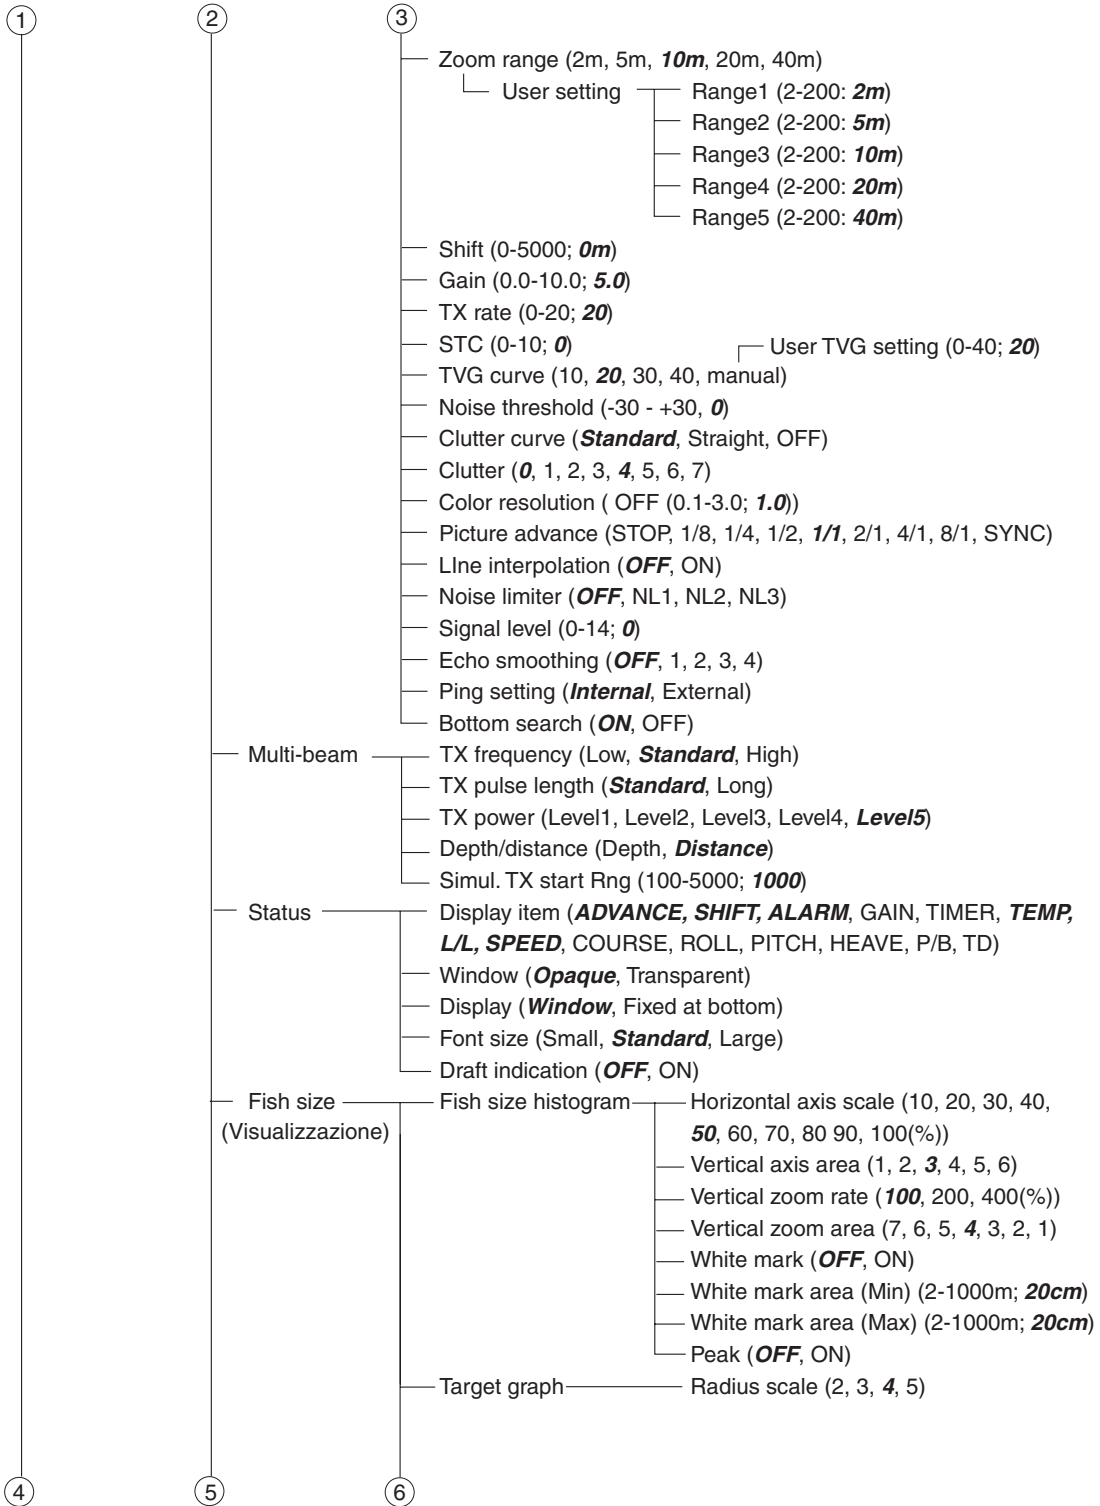 1 2 3
Zoom range (2m, 5m, 10m, 20m, 40m)
User setting Range1 (2-200: 2m)
Range2 (2-200: 5m)
Range3 (2-200: 10m)
Range4 (2-200: 20m)
Range5 (2-200: 40m)
Shift (0-5000; 0m)
Gain (0.0-10.0; 5.0)
TX rate (0-20; 20)
STC (0-10; 0) User TVG setting (0-40; 20)
TVG curve (10, 20, 30, 40, manual)
Noise threshold (-30 - +30, 0)
Clutter curve (Standard, Straight, OFF)
Clutter (0, 1, 2, 3, 4, 5, 6, 7)
Color resolution ( OFF (0.1-3.0; 1.0))
Picture advance (STOP, 1/8, 1/4, 1/2, 1/1, 2/1, 4/1, 8/1, SYNC)
LIne interpolation (OFF, ON)
Noise limiter (OFF, NL1, NL2, NL3)
Signal level (0-14; 0)
Echo smoothing (OFF, 1, 2, 3, 4)
Ping setting (Internal, External)
Bottom search (ON, OFF)
Multi-beam TX frequency (Low, Standard, High)
TX pulse length (Standard, Long)
TX power (Level1, Level2, Level3, Level4, Level5)
Depth/distance (Depth, Distance)
Simul. TX start Rng (100-5000; 1000)
Status Display item (ADVANCE, SHIFT, ALARM, GAIN, TIMER, TEMP,
L/L, SPEED, COURSE, ROLL, PITCH, HEAVE, P/B, TD)
Window (Opaque, Transparent)
Display (Window, Fixed at bottom)
Font size (Small, Standard, Large)
Draft indication (OFF, ON)
Fish size Fish size histogram Horizontal axis scale (10, 20, 30, 40,
(Visualizzazione) 50, 60, 70, 80 90, 100(%))
Vertical axis area (1, 2, 3, 4, 5, 6)
Vertical zoom rate (100, 200, 400(%))
Vertical zoom area (7, 6, 5, 4, 3, 2, 1)
White mark (OFF, ON)
White mark area (Min) (2-1000m; 20cm)
White mark area (Max) (2-1000m; 20cm)
Peak (OFF, ON)
Target graph Radius scale (2, 3, 4, 5)
4 5 6